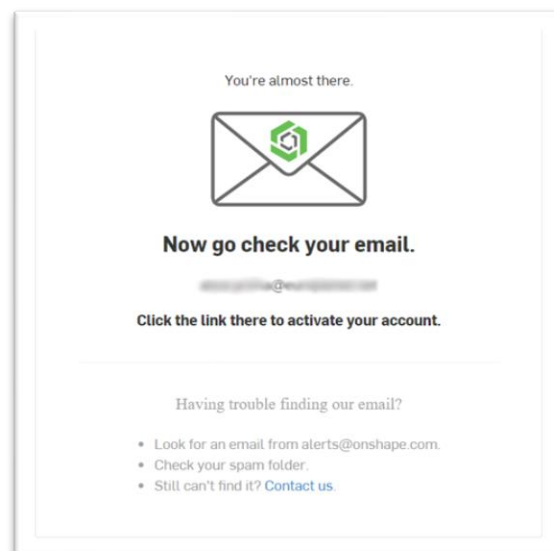 You're almost there.
Now go check your email.
Click the link there to activate your account.
Having trouble finding our email?
• Look for an email from alerts@onshape.com.
• Check your spam folder.
• Still can't find it? Contact us.